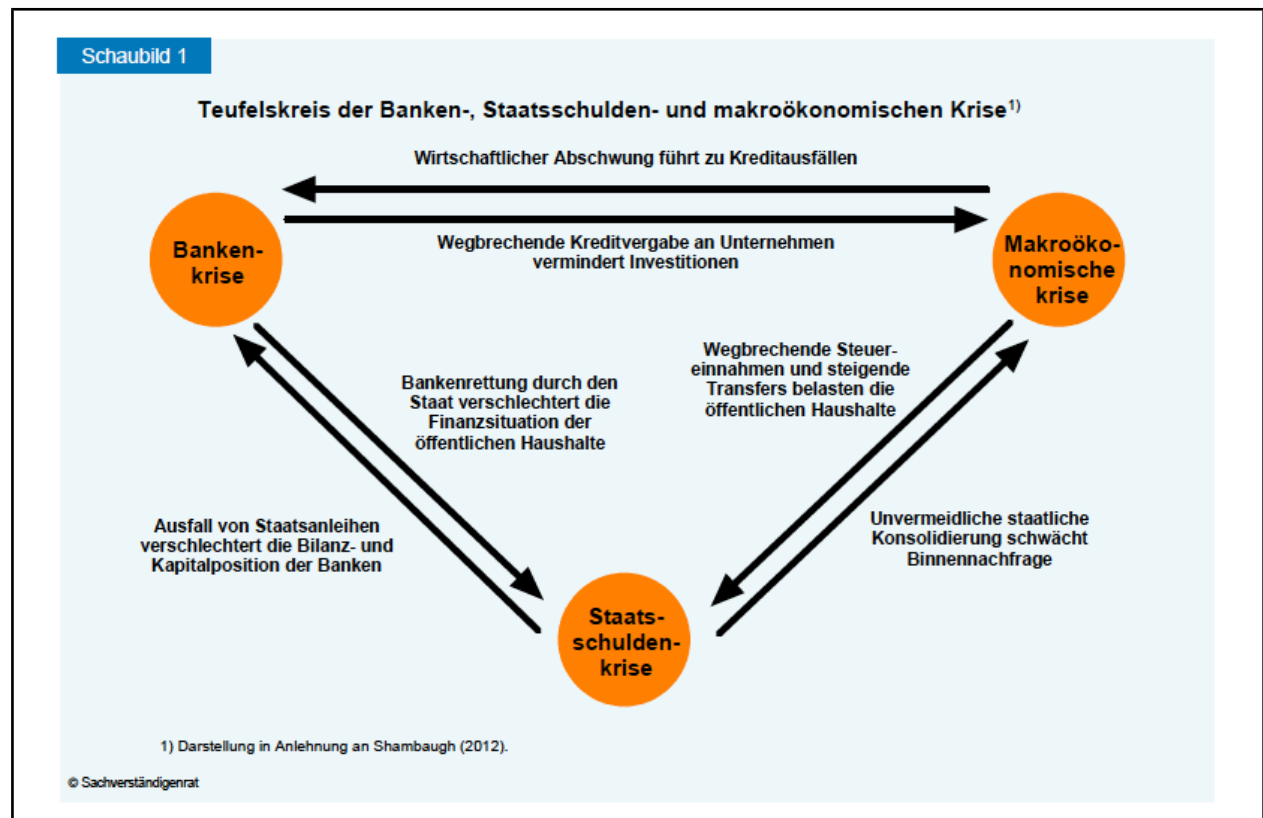 Schaubild 1
Teufelskreis der Banken-, Staatsschulden- und makroökonomischen Krise1)
Wirtschaftlicher Abschwung führt zu Kreditausfällen
Wegbrechende Kreditvergabe an Unternehmen
vermindert Investitionen
Banken-
krise
Makroöko-
nomische
krise
Wegbrechende Steuer-
einnahmen und steigende
Transfers belasten die
öffentlichen Haushalte
Bankenrettung durch den
Staat verschlechtert die
Finanzsituation der
öffentlichen Haushalte
Ausfall von Staatsanleihen
verschlechtert die Bilanz- und
Kapitalposition der Banken
Unvermeidliche staatliche
Konsolidierung schwächt
Binnennachfrage
Staats-
schulden-
krise
1) Darstellung in Anlehnung an Shambaugh (2012).
© Sachverständigenrat